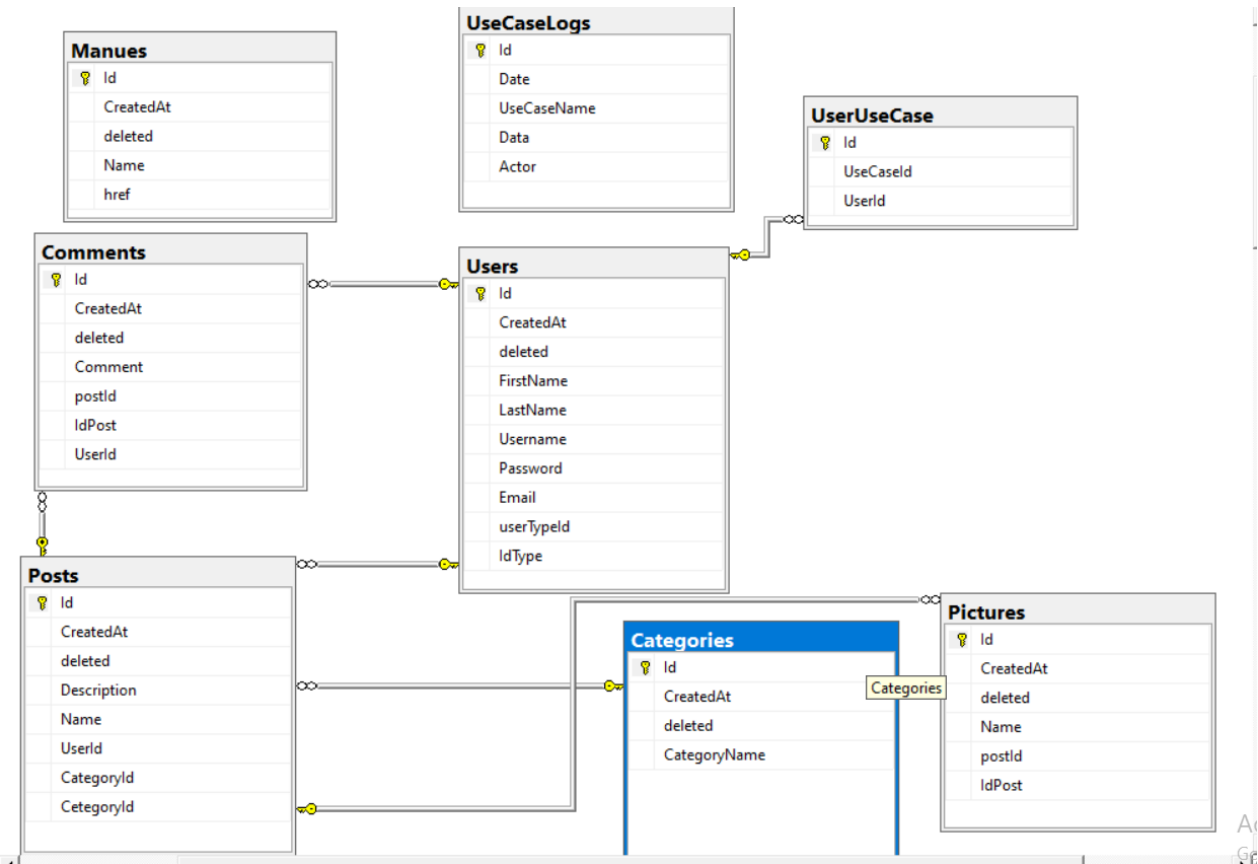 Manues
Id
CreatedAt
deleted
Name
href
UseCaseLogs
Id
Date
UseCaseName
Data
Actor
UserUseCase
Id
UseCaseId
UserId
Comments
Id
CreatedAt
deleted
Comment
postId
IdPost
UserId
Users
Id
CreatedAt
deleted
FirstName
LastName
Username
Password
Email
userTypeId
IdType
Posts
Id
CreatedAt
deleted
Description
Name
UserId
CategoryId
CetegoryId
Categories
Id
CreatedAt
deleted
CategoryName
Categories
Pictures
Id
CreatedAt
deleted
Name
postId
IdPost